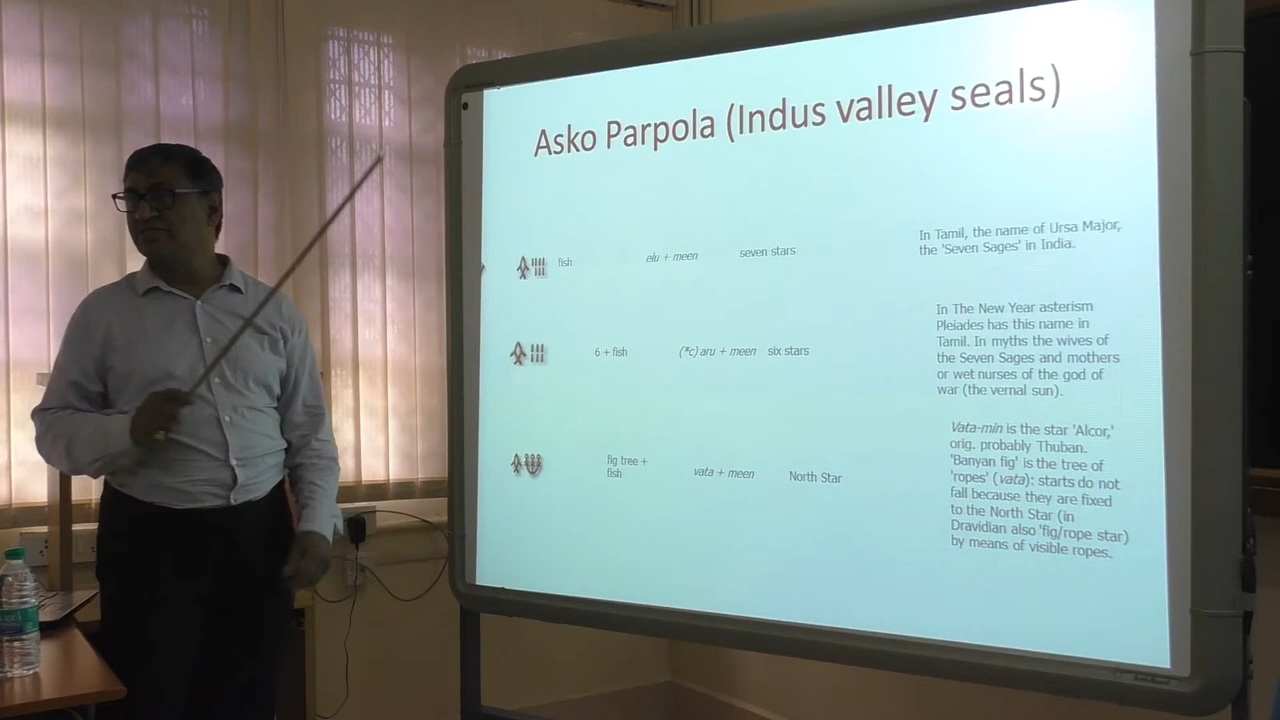 Asko Parpola (Indus valley seals)
fish
elu + meen
seven stars
In Tamil, the name of Ursa Major,
the 'Seven Sages' in India.
6 + fish
(*c) aru + meen
six stars
In The New Year asterism
Pleiades has this name in
Tamil. In myths the wives of
the Seven Sages and mothers
or wet nurses of the god of
war (the vernal sun).
fig tree +
fish
vata + meen
North Star
Vata-min is the star 'Alcor,'
orig. probably Thuban.
'Banyan fig' is the tree of
'ropes' (vata): starts do not
fall because they are fixed
to the North Star (in
Dravidian also 'fig/rope star)
by means of visible ropes.